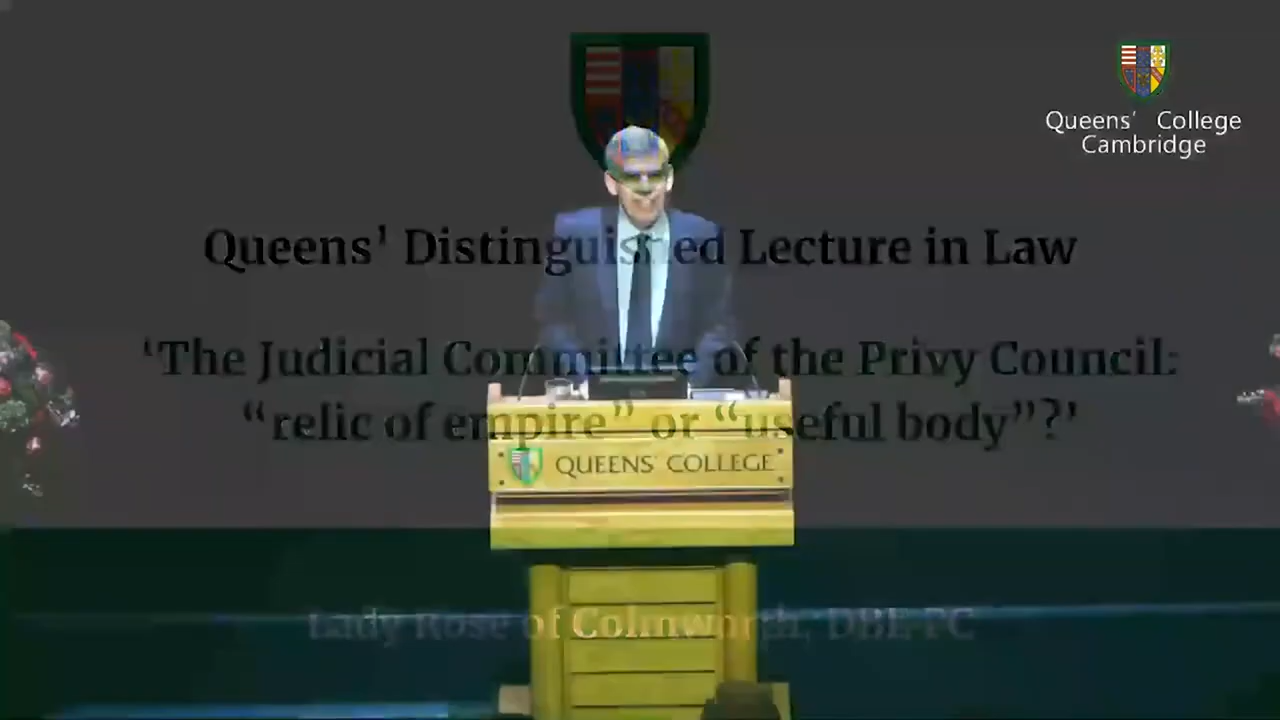 Queens' College
Cambridge
Queens' Distinguished Lecture in Law
‘The Judicial Committee of the Privy Council:
“relic of empire” or “useful body”?’
QUEENS' COLLEGE
Lady Rose of Colmworth, DBE PC